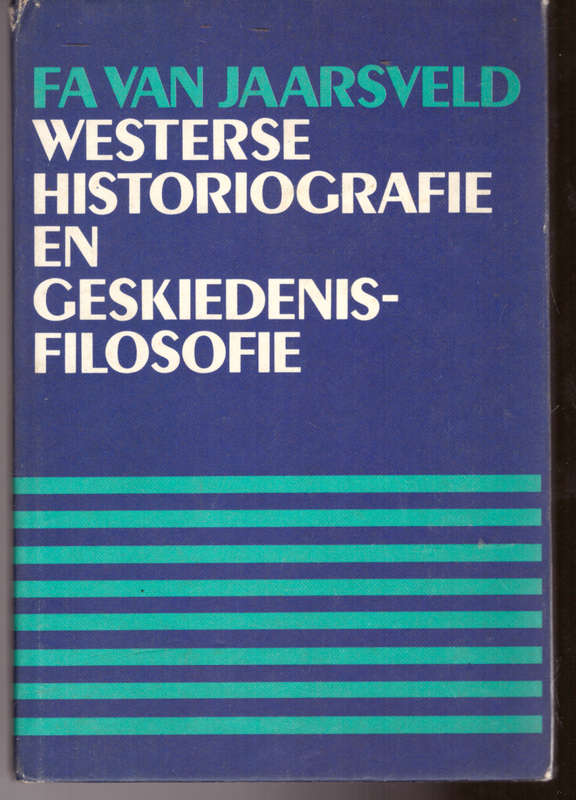 FA VAN JAARSVELD
WESTERSE
HISTORIOGRAFIE
EN
GESKIEDENIS-
FILOSOFIE